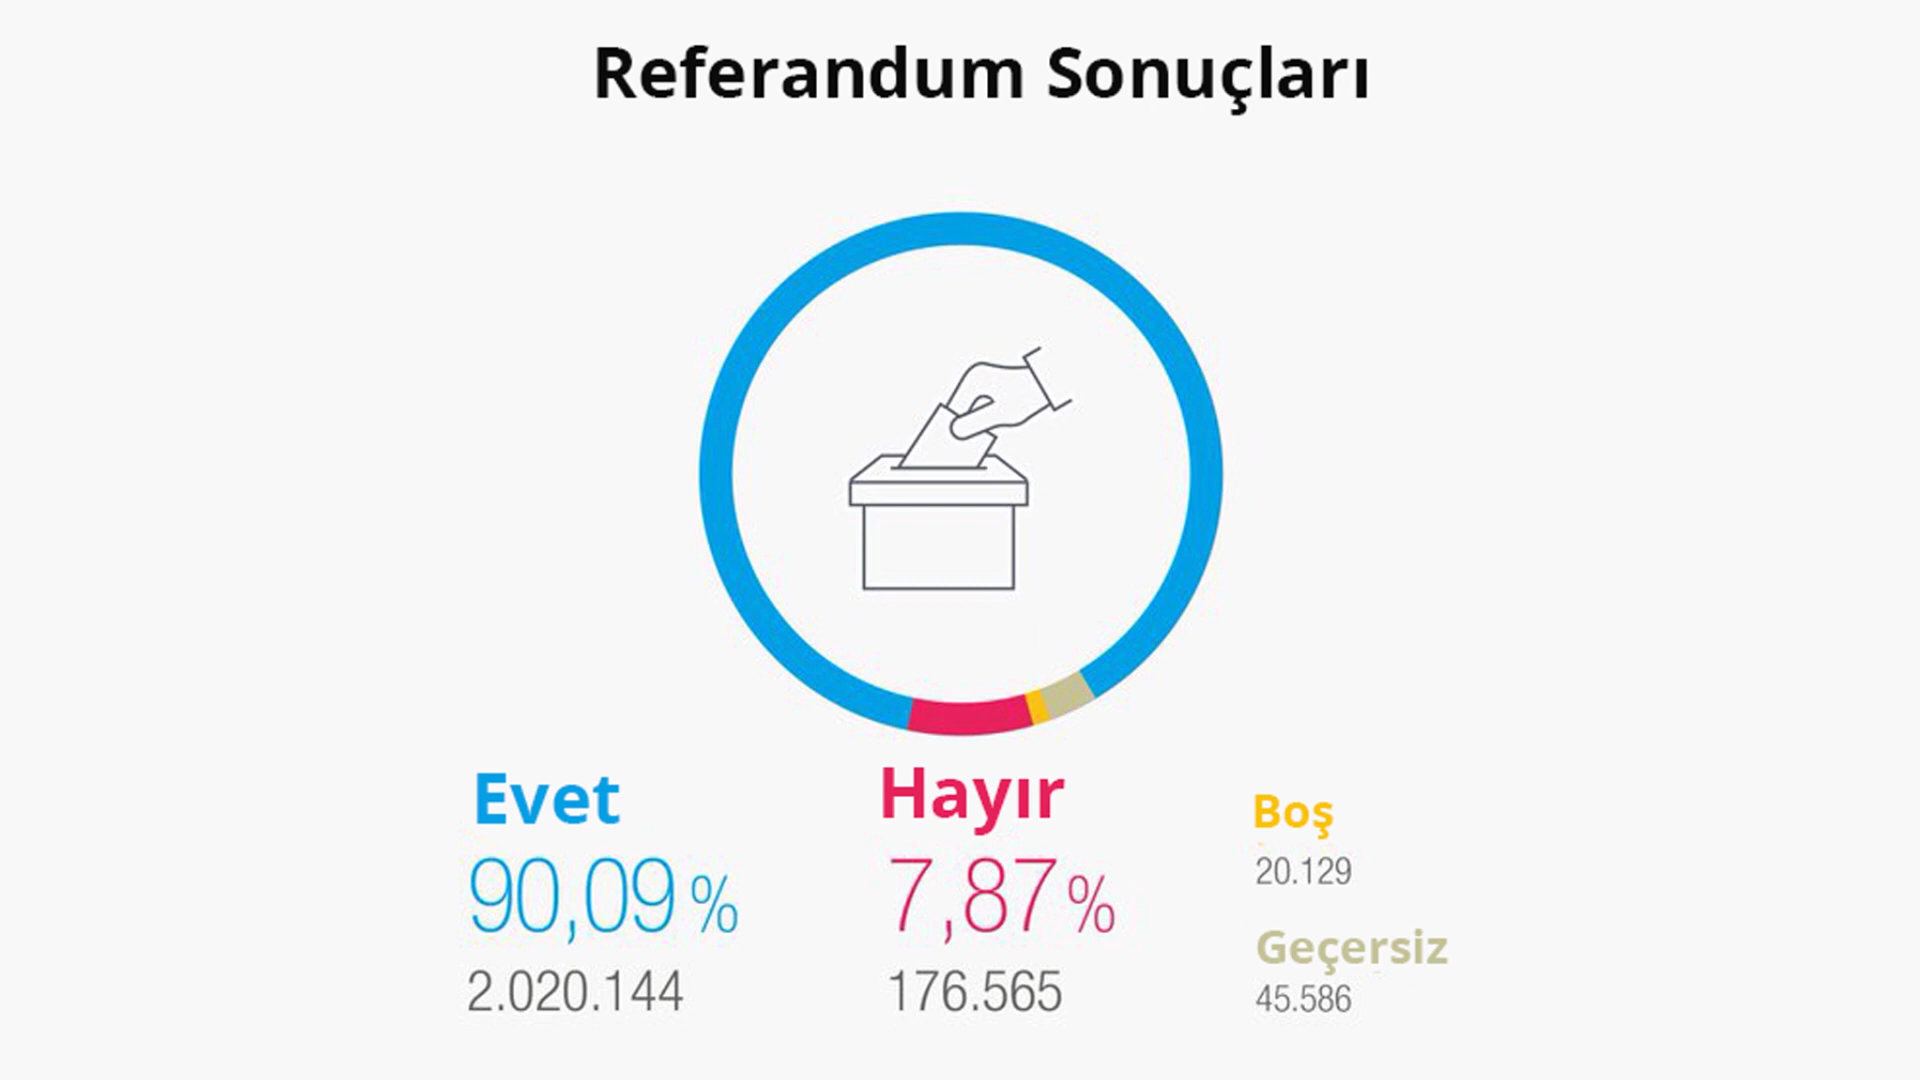 Referandum Sonuçları
Evet
90,09 %
2.020.144
Hayır
7,87 %
176.565
Boş
20.129
Geçersiz
45.586